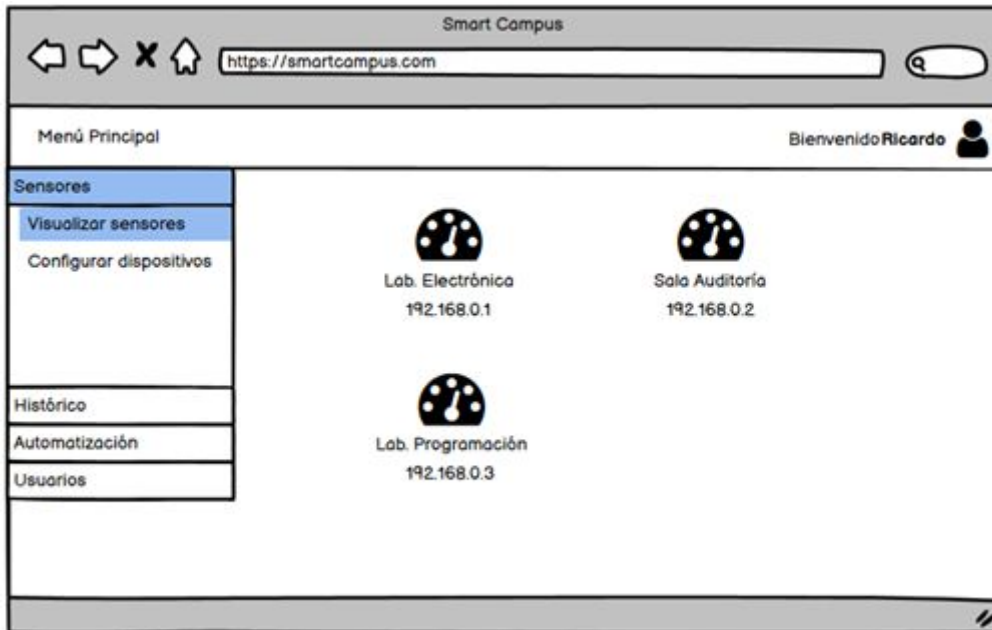 Smart Campus
https://smartcampus.com
Menú Principal
Bienvenido Ricardo
Sensores
Visualizar sensores
Configurar dispositivos
Histórico
Automatización
Usuarios
Lab. Electrónica
192.168.0.1
Sala Auditoría
192.168.0.2
Lab. Programación
192.168.0.3